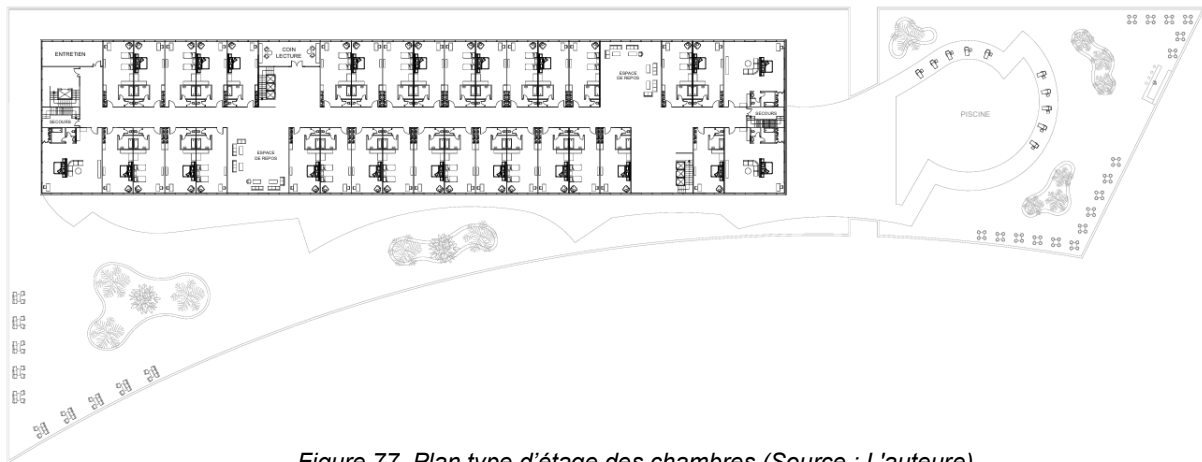 ENTRETIEN
COIN
LECTURE
ESPACE
DE REPOS
SECOURS
SECOURS
PISCINE
ESPACE
DE REPOS
Figure 77. Plan type d'étage des chambres (Source : L'auteure)